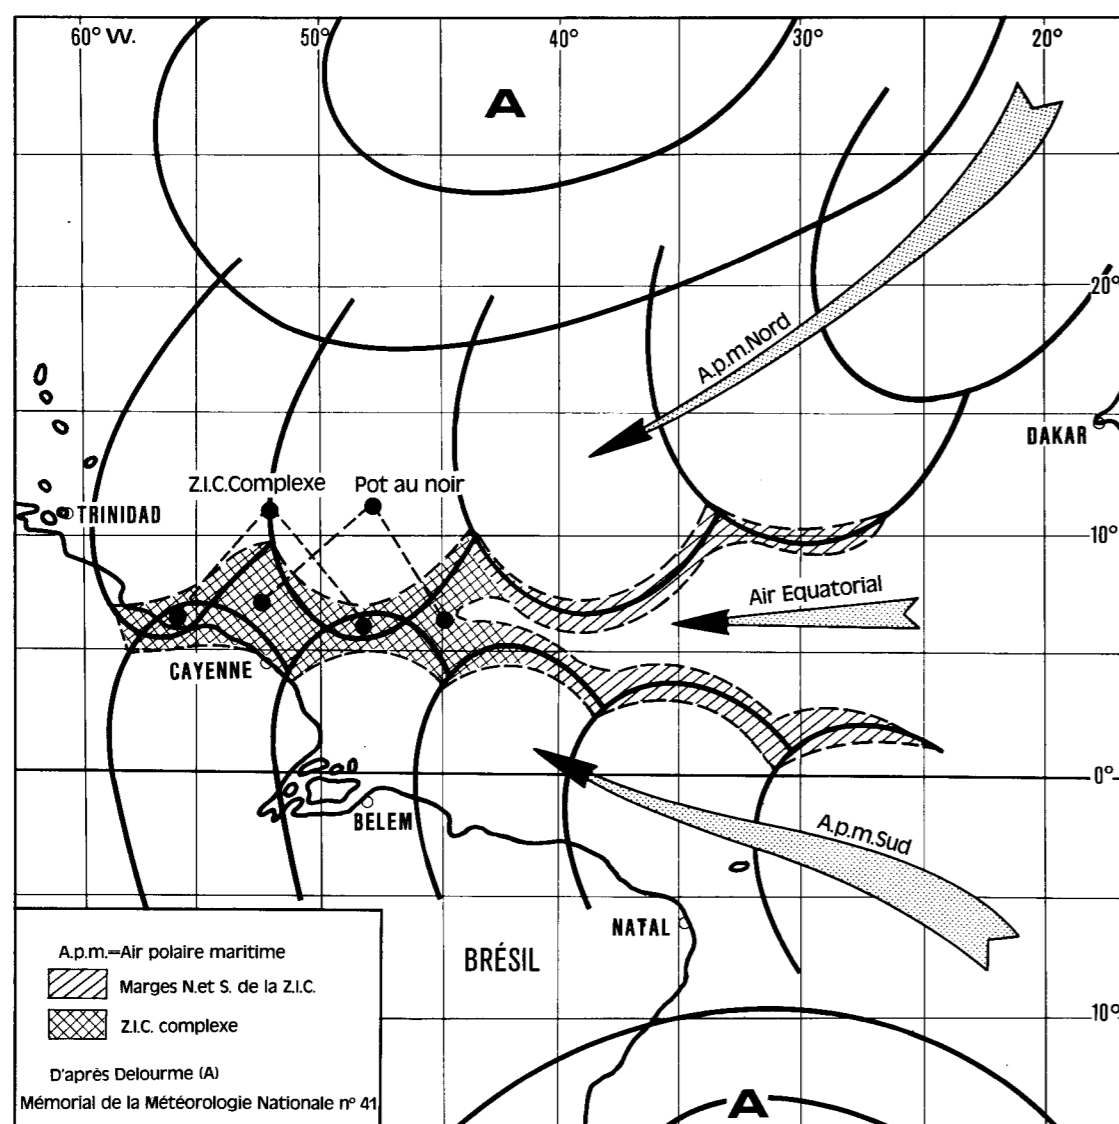 60° W.
50°
40°
30°
20°
A
20°
A.p.m.Nord
DAKAR
Z.I.C.Complexe
Pot au noir
TRINIDAD
10°
Air Equatorial
CAYENNE
0°
BELEM
A.p.m.Sud
NATAL
BRÉSIL
A.p.m.=Air polaire maritime
Marges N.et S. de la Z.I.C.
Z.I.C. complexe
10°
D'après Delourme (A)
Mémorial de la Météorologie Nationale n° 41
A